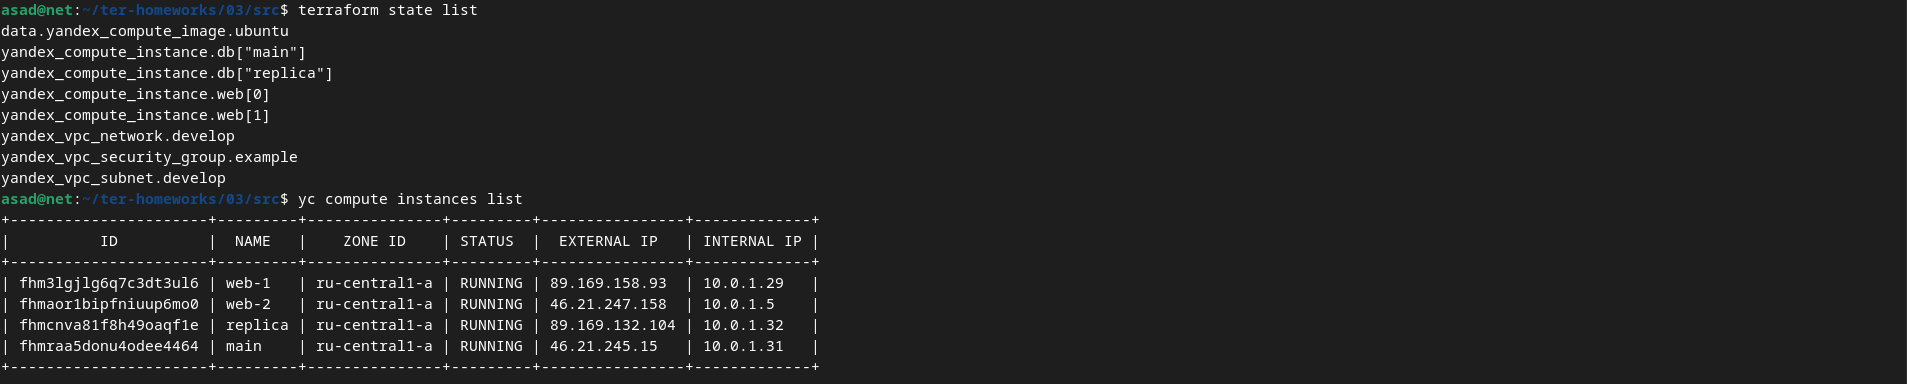 asad@net:~/ter-homeworks/03/src$ terraform state list
data.yandex_compute_image.ubuntu
yandex_compute_instance.db["main"]
yandex_compute_instance.db["replica"]
yandex_compute_instance.web[0]
yandex_compute_instance.web[1]
yandex_vpc_network.develop
yandex_vpc_security_group.example
yandex_vpc_subnet.develop
asad@net:~/ter-homeworks/03/src$ yc compute instances list
+----------------------+---------+---------------+---------+----------------+-------------+
|          ID          |  NAME   |    ZONE ID    | STATUS  |  EXTERNAL IP   | INTERNAL IP |
+----------------------+---------+---------------+---------+----------------+-------------+
| fhm3lgjlg6q7c3dt3ul6 | web-1   | ru-central1-a | RUNNING | 89.169.158.93  | 10.0.1.29   |
| fhmaor1bipfniuup6mo0 | web-2   | ru-central1-a | RUNNING | 46.21.247.158  | 10.0.1.5    |
| fhmcnva81f8h49oaqf1e | replica | ru-central1-a | RUNNING | 89.169.132.104 | 10.0.1.32   |
| fhmraa5donu4odee4464 | main    | ru-central1-a | RUNNING | 46.21.245.15   | 10.0.1.31   |
+----------------------+---------+---------------+---------+----------------+-------------+